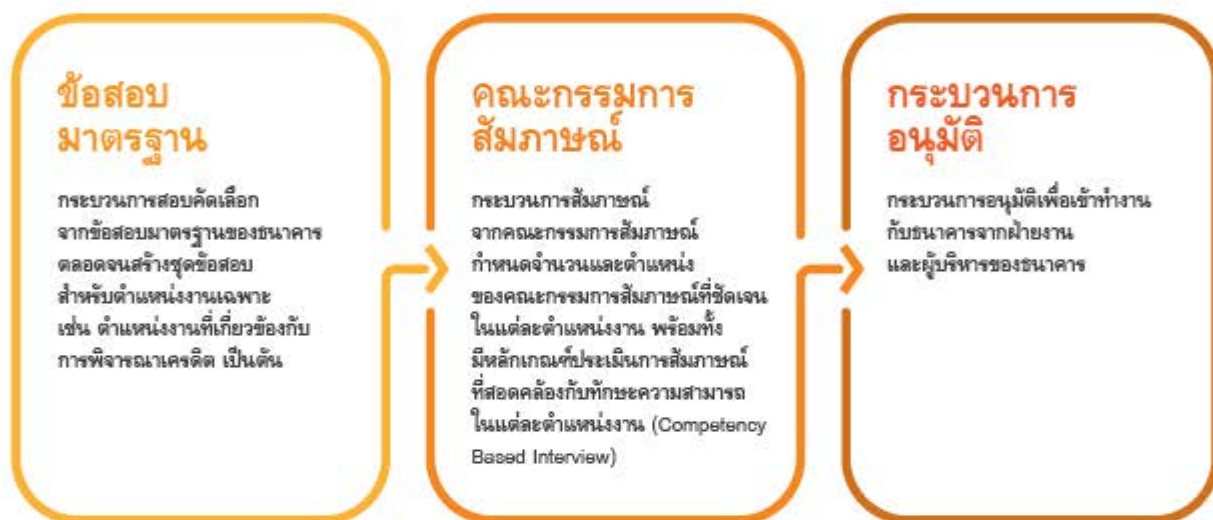 ข้อสอบ
มาตรฐาน
กระบวนการสอบคัดเลือก
จากข้อสอบมาตรฐานของธนาคาร
ตลอดจนสร้างชุดข้อสอบ
สำหรับตำแหน่งงานเฉพาะ
เช่น ตำแหน่งงานที่เกี่ยวข้องกับ
การพิจารณาเครดิต เป็นต้น
คณะกรรมการ
สัมภาษณ์
กระบวนการสัมภาษณ์
จากคณะกรรมการสัมภาษณ์
กำหนดจำนวนและตำแหน่ง
ของคณะกรรมการสัมภาษณ์ที่ชัดเจน
ในแต่ละตำแหน่งงาน พร้อมทั้ง
มีหลักเกณฑ์ประเมินการสัมภาษณ์
ที่สอดคล้องกับทักษะความสามารถ
ในแต่ละตำแหน่งงาน (Competency
Based Interview)
กระบวนการ
อนุมัติ
กระบวนการอนุมัติเพื่อเข้าทำงาน
กับธนาคารจากฝ่ายงาน
และผู้บริหารของธนาคาร